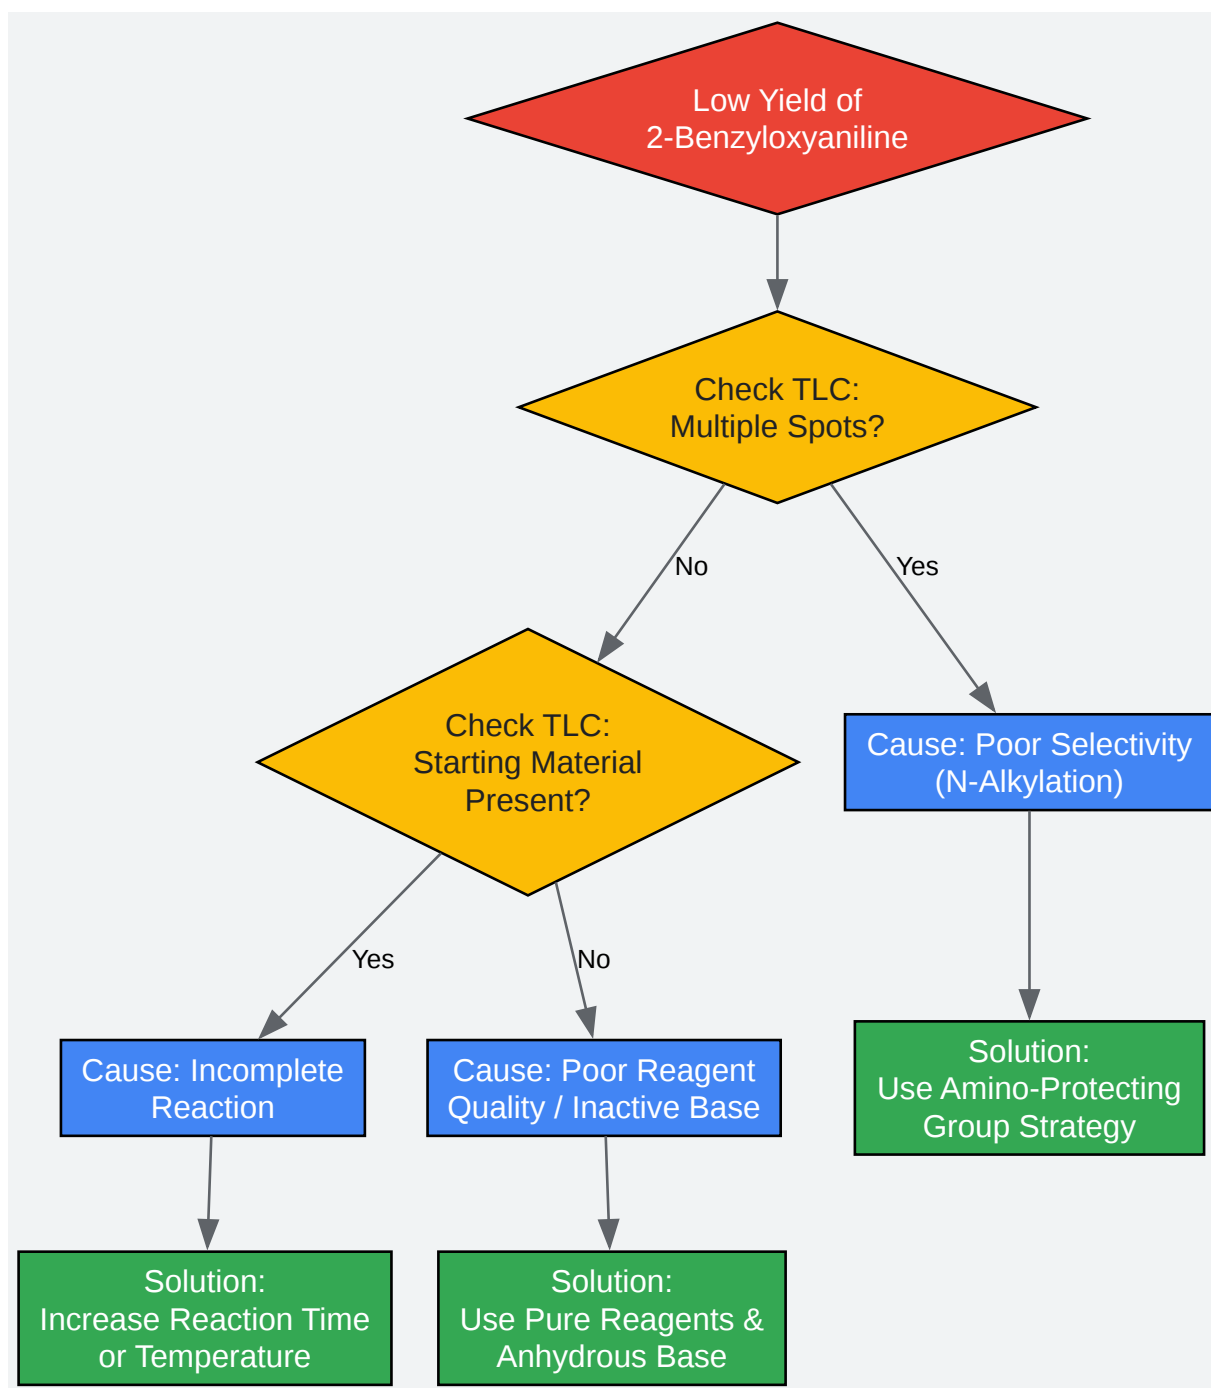 Low Yield of
2-Benzyloxyaniline
Check TLC:
Multiple Spots?
No
Yes
Check TLC:
Starting Material
Present?
Cause: Poor Selectivity
(N-Alkylation)
Yes
No
Cause: Incomplete
Reaction
Cause: Poor Reagent
Quality / Inactive Base
Solution:
Use Amino-Protecting
Group Strategy
Solution:
Increase Reaction Time
or Temperature
Solution:
Use Pure Reagents &
Anhydrous Base